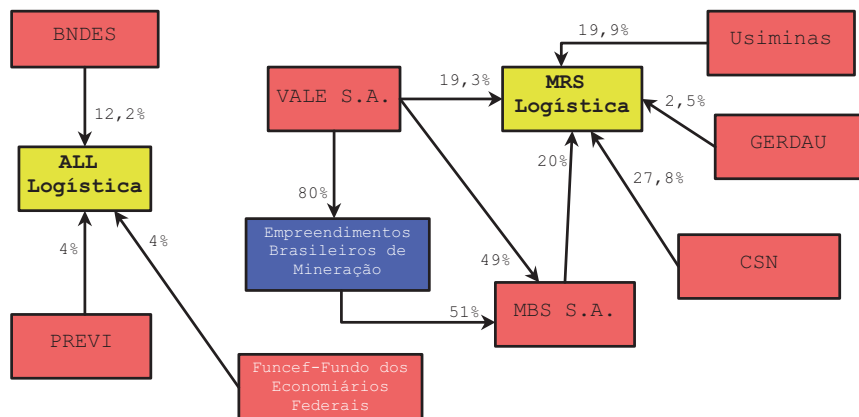 BNDES
12,2%
ALL
Logística
4%
4%
PREVI
Funcef-Fundo dos
Economiários
Federais
VALE S.A.
19,3%
MRS
Logística
19,9%
Usiminas
2,5%
GERDAU
27,8%
CSN
20%
80%
Empreendimentos
Brasileiros de
Mineração
49%
51%
MBS S.A.